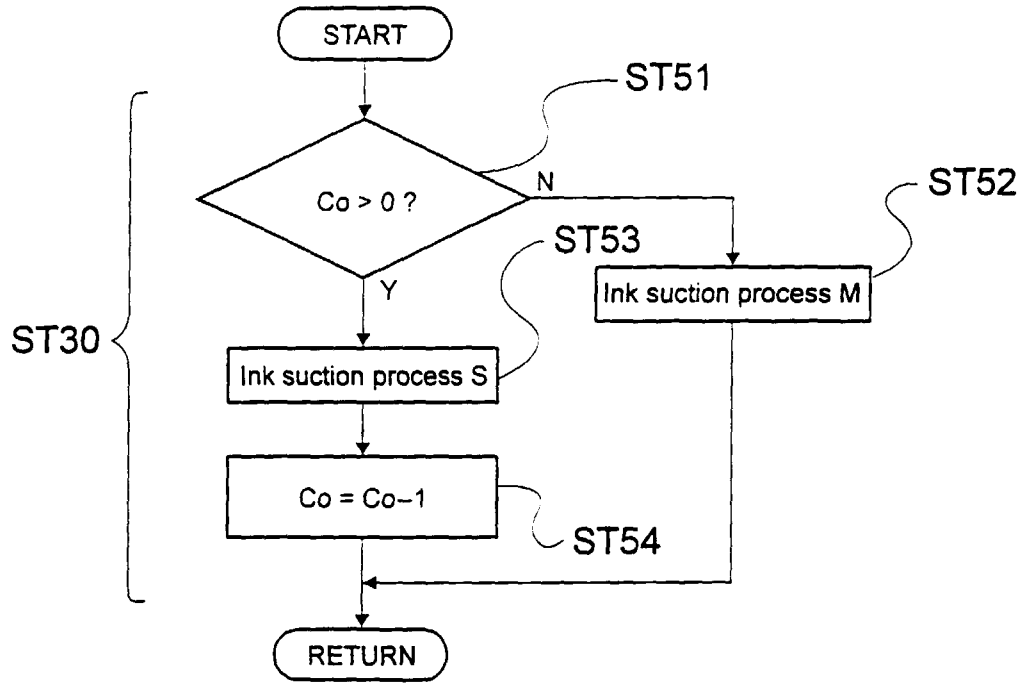 START
ST51
Co > 0 ?
N
ST52
ST53
Ink suction process M
Y
ST30
Ink suction process S
Co = Co–1
ST54
RETURN